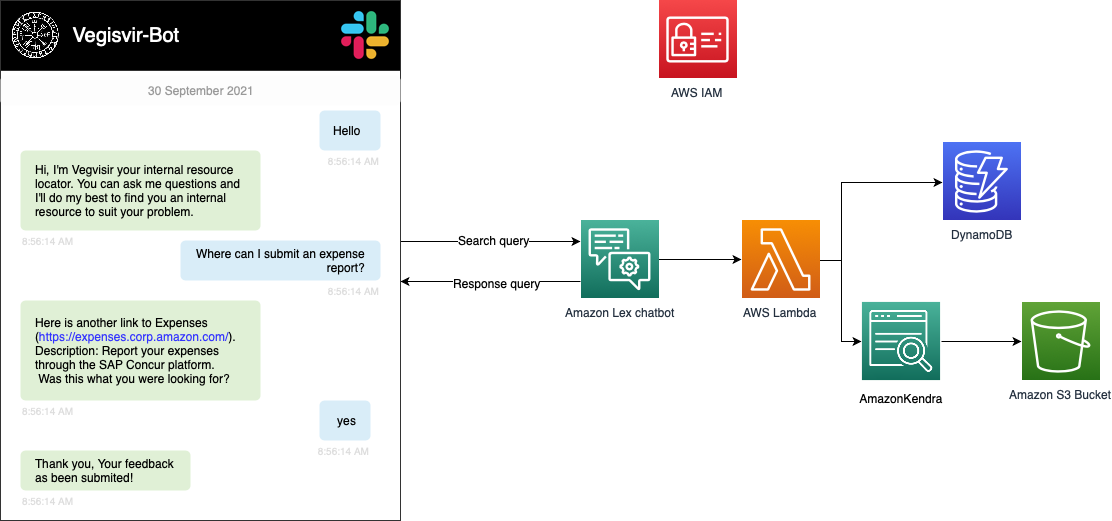 Vegisvir-Bot
30 September 2021
Hello
8:56:14 AM
Hi, I'm Vegvisir your internal resource
locator. You can ask me questions and
I'll do my best to find you an internal
resource to suit your problem.
8:56:14 AM
Where can I submit an expense
report?
8:56:14 AM
Here is another link to Expenses
(https://expenses.corp.amazon.com/).
Description: Report your expenses
through the SAP Concur platform.
Was this what you were looking for?
8:56:14 AM
yes
8:56:14 AM
Thank you, Your feedback
as been submited!
8:56:14 AM
Search query
Response query
AWS IAM
Amazon Lex chatbot
AWS Lambda
DynamoDB
AmazonKendra
Amazon S3 Bucket